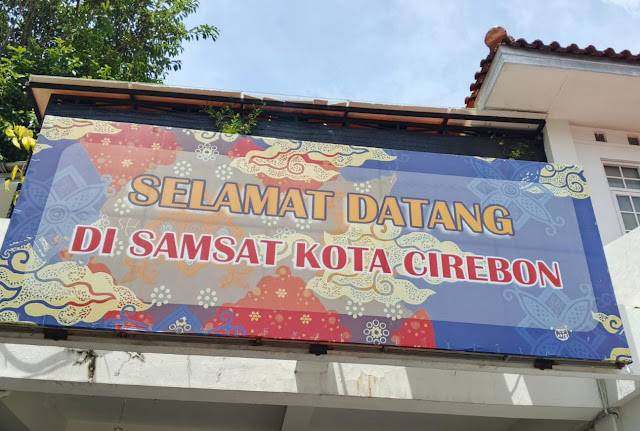 SELAMAT DATANG
DI SAMSAT KOTA CIREBON